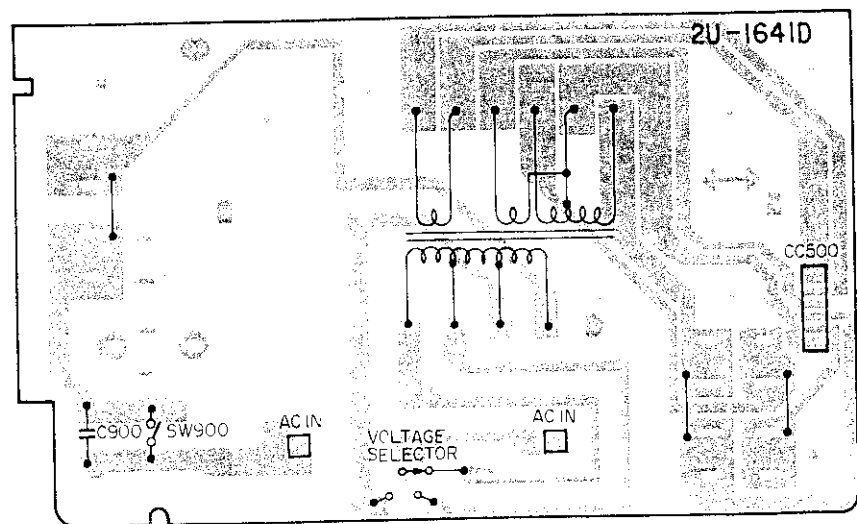 2U-1641D
CC500
C900
SW900
AC IN
VOLTAGE
SELECTOR
AC IN